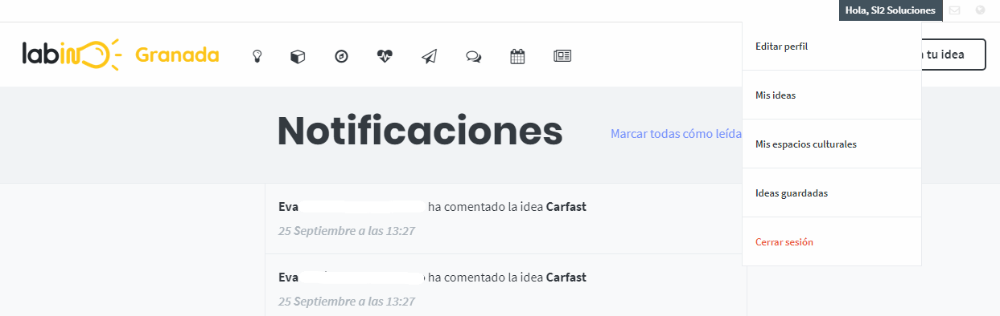 Hola, SI2 Soluciones
labin Granada
Editar perfil
tu idea
Notificaciones
Marcar todas cómo leída
Mis ideas
Mis espacios culturales
Ideas guardadas
Cerrar sesión
Eva ha comentado la idea Carfast
25 Septiembre a las 13:27
Eva ha comentado la idea Carfast
25 Septiembre a las 13:27